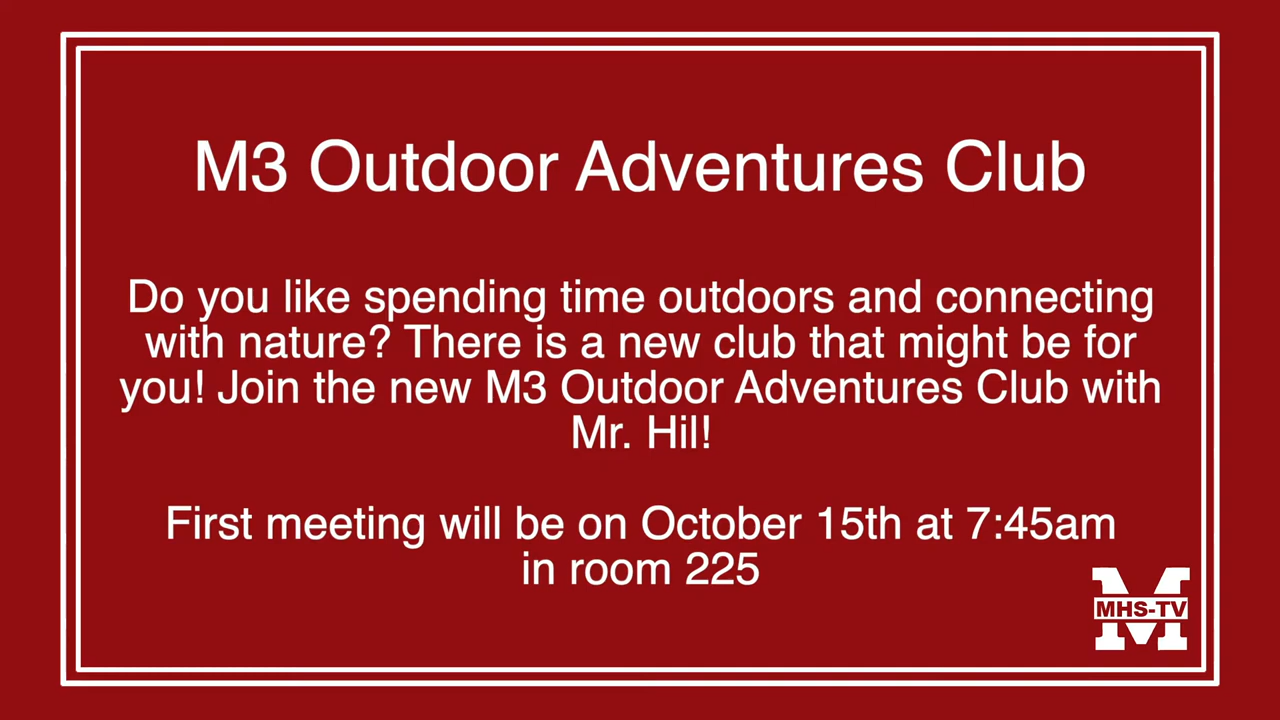 M3 Outdoor Adventures Club
Do you like spending time outdoors and connecting
with nature? There is a new club that might be for
you! Join the new M3 Outdoor Adventures Club with
Mr. Hil!
First meeting will be on October 15th at 7:45am
in room 225
MHS-TV